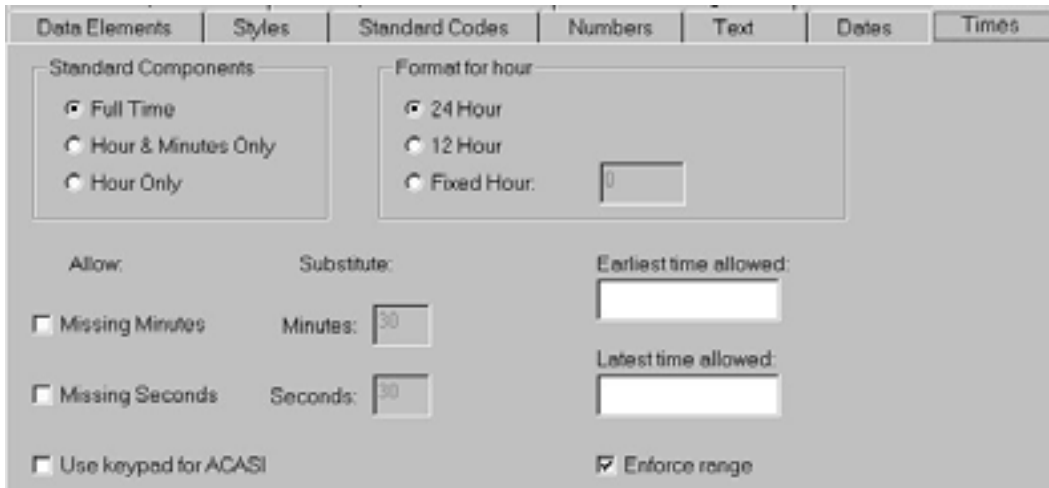 Data Elements Styles Standard Codes Numbers Text Dates Times
Standard Components
Full Time
Hour & Minutes Only
Hour Only
Format for hour
24 Hour
12 Hour
Fixed Hour: 0
Allow: Substitute:
Missing Minutes Minutes: 30
Missing Seconds Seconds: 30
Use keypad for ACASI
Earliest time allowed:
Latest time allowed:
Enforce range